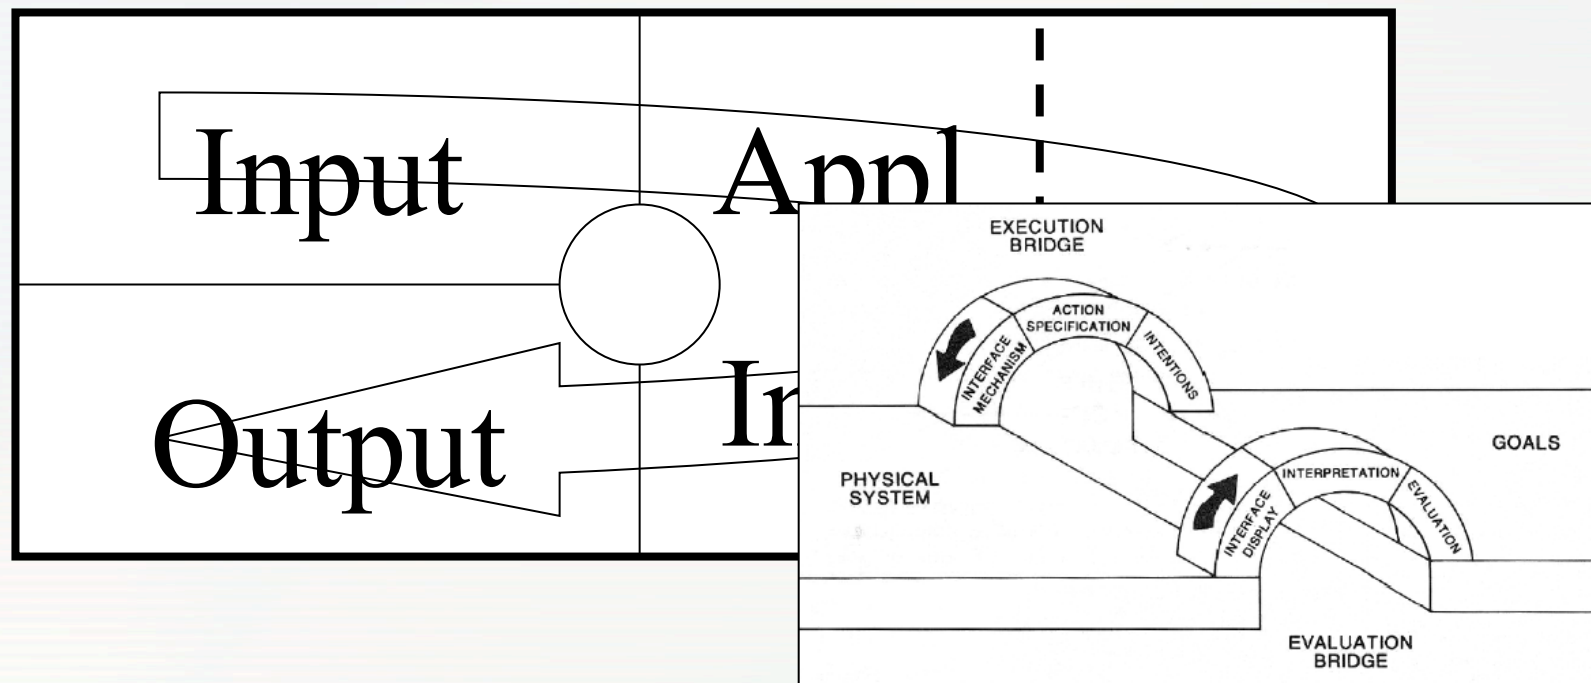 Input
Appl
Output
EXECUTION
BRIDGE
ACTION
SPECIFICATION
INTERFACE
MECHANISM
INTENTIONS
GOALS
PHYSICAL
SYSTEM
INTERPRETATION
INTERFACE
DISPLAY
EVALUATION
EVALUATION
BRIDGE